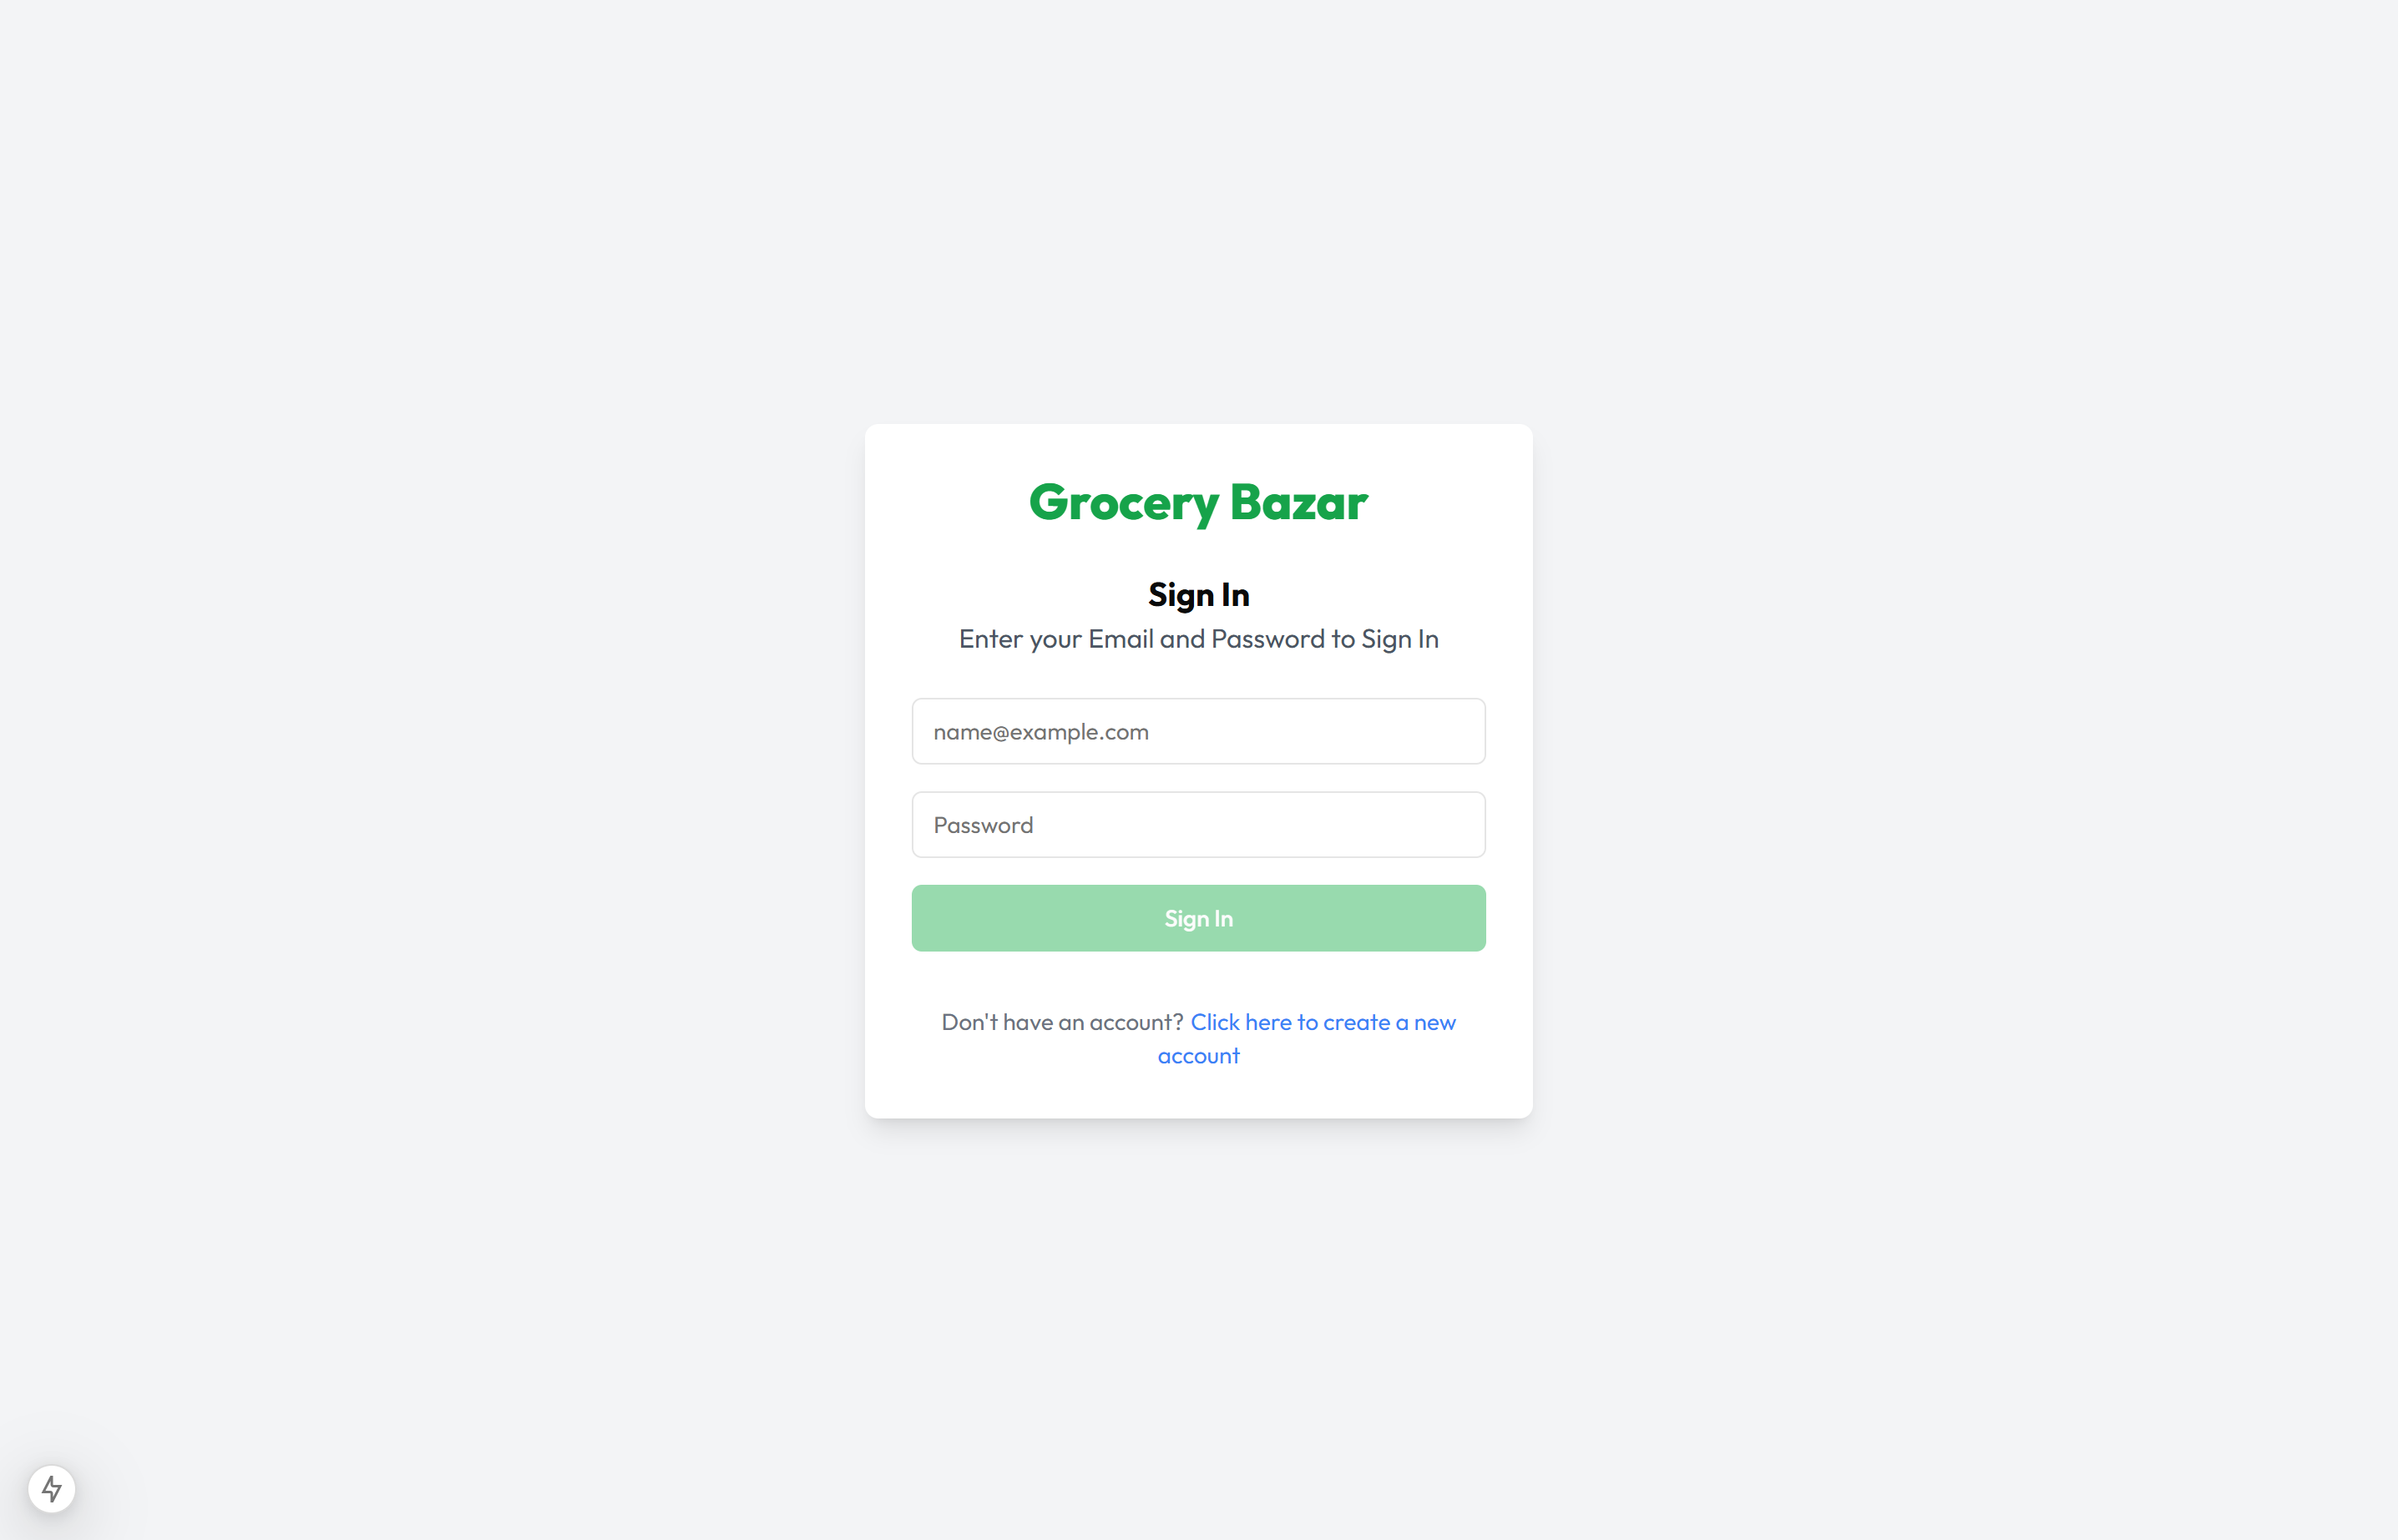 Grocery Bazar
Sign In
Enter your Email and Password to Sign In
name@example.com
Password
Sign In
Don't have an account? Click here to create a new
account